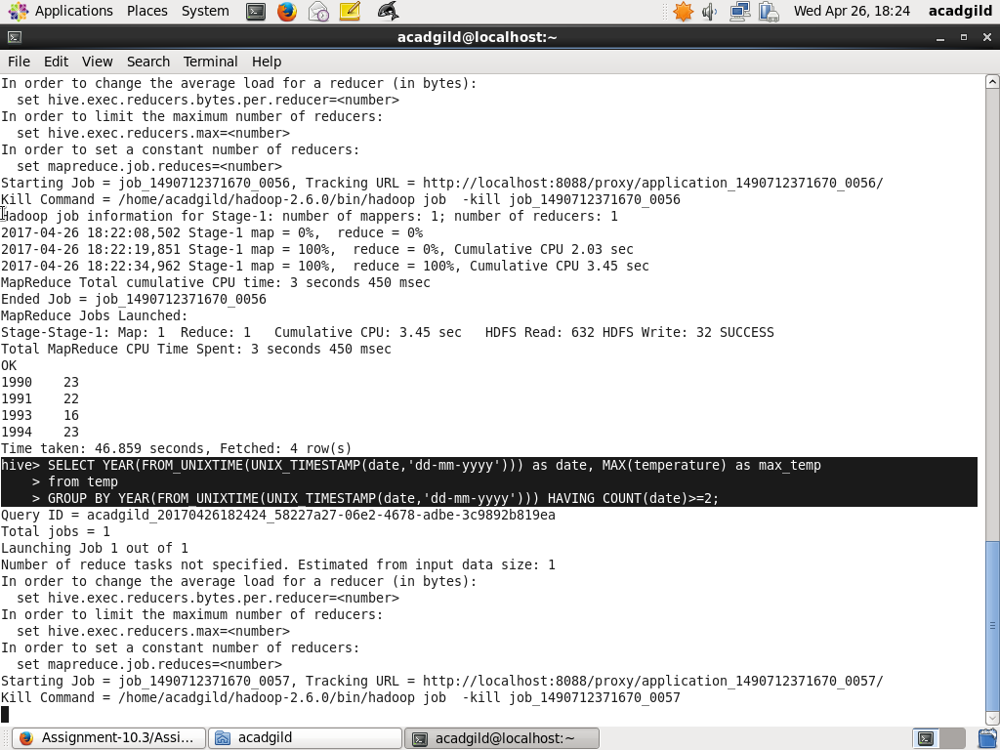 Applications Places System Wed Apr 26, 18:24 acadgild
acadgild@localhost:~
File Edit View Search Terminal Help
In order to change the average load for a reducer (in bytes):
  set hive.exec.reducers.bytes.per.reducer=<number>
In order to limit the maximum number of reducers:
  set hive.exec.reducers.max=<number>
In order to set a constant number of reducers:
  set mapreduce.job.reduces=<number>
Starting Job = job_1490712371670_0056, Tracking URL = http://localhost:8088/proxy/application_1490712371670_0056/
Kill Command = /home/acadgild/hadoop-2.6.0/bin/hadoop job  -kill job_1490712371670_0056
Hadoop job information for Stage-1: number of mappers: 1; number of reducers: 1
2017-04-26 18:22:08,502 Stage-1 map = 0%,  reduce = 0%
2017-04-26 18:22:19,851 Stage-1 map = 100%,  reduce = 0%, Cumulative CPU 2.03 sec
2017-04-26 18:22:34,962 Stage-1 map = 100%,  reduce = 100%, Cumulative CPU 3.45 sec
MapReduce Total cumulative CPU time: 3 seconds 450 msec
Ended Job = job_1490712371670_0056
MapReduce Jobs Launched:
Stage-Stage-1: Map: 1  Reduce: 1   Cumulative CPU: 3.45 sec   HDFS Read: 632 HDFS Write: 32 SUCCESS
Total MapReduce CPU Time Spent: 3 seconds 450 msec
OK
1990    23
1991    22
1993    16
1994    23
Time taken: 46.859 seconds, Fetched: 4 row(s)
hive> SELECT YEAR(FROM_UNIXTIME(UNIX_TIMESTAMP(date,'dd-mm-yyyy'))) as date, MAX(temperature) as max_temp
    > from temp
    > GROUP BY YEAR(FROM_UNIXTIME(UNIX_TIMESTAMP(date,'dd-mm-yyyy'))) HAVING COUNT(date)>=2;
Query ID = acadgild_20170426182424_58227a27-06e2-4678-adbe-3c9892b819ea
Total jobs = 1
Launching Job 1 out of 1
Number of reduce tasks not specified. Estimated from input data size: 1
In order to change the average load for a reducer (in bytes):
  set hive.exec.reducers.bytes.per.reducer=<number>
In order to limit the maximum number of reducers:
  set hive.exec.reducers.max=<number>
In order to set a constant number of reducers:
  set mapreduce.job.reduces=<number>
Starting Job = job_1490712371670_0057, Tracking URL = http://localhost:8088/proxy/application_1490712371670_0057/
Kill Command = /home/acadgild/hadoop-2.6.0/bin/hadoop job  -kill job_1490712371670_0057
Assignment-10.3/Assi... acadgild acadgild@localhost:~